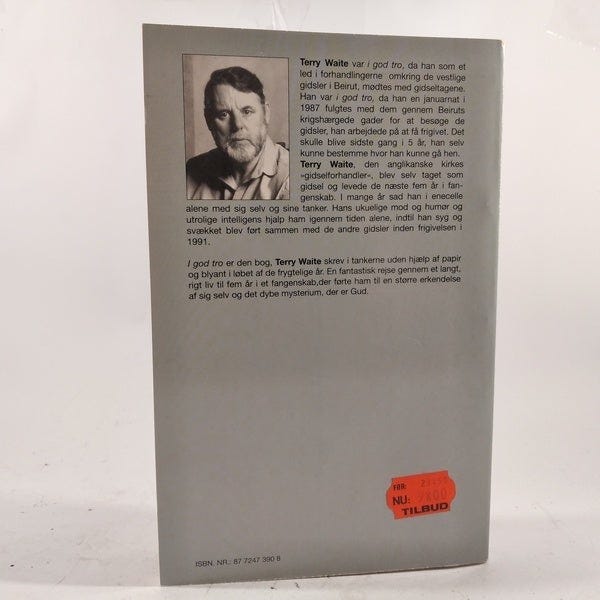 Terry Waite var i god tro, da han som et
led i forhandlingerne omkring de vestlige
gidsler i Beirut, mødtes med gidseltagene.
Han var i god tro, da han en januarnat i
1987 fulgtes med dem gennem Beiruts
krigshærgede gader for at besøge de
gidsler, han arbejdede på at få frigivet. Det
skulle blive sidste gang i 5 år, han selv
kunne bestemme hvor han kunne gå hen.
Terry Waite, den anglikanske kirkes
»gidselforhandler«, blev selv taget som
gidsel og levede de næste fem år i fan-
genskab. I mange år sad han i enecelle
alene med sig selv og sine tanker. Hans ukuelige mod og humør og
utrolige intelligens hjalp ham igennem tiden alene, indtil han syg og
svækket blev ført sammen med de andre gidsler inden frigivelsen i
1991.
I god tro er den bog, Terry Waite skrev i tankerne uden hjælp af papir
og blyant i løbet af de frygtelige år. En fantastisk rejse gennem et langt,
rigt liv til fem år i et fangenskab,der førte ham til en større erkendelse
af sig selv og det dybe mysterium, der er Gud.
FØR:
NU:
TILBUD
ISBN. NR.: 87 7247 390 8